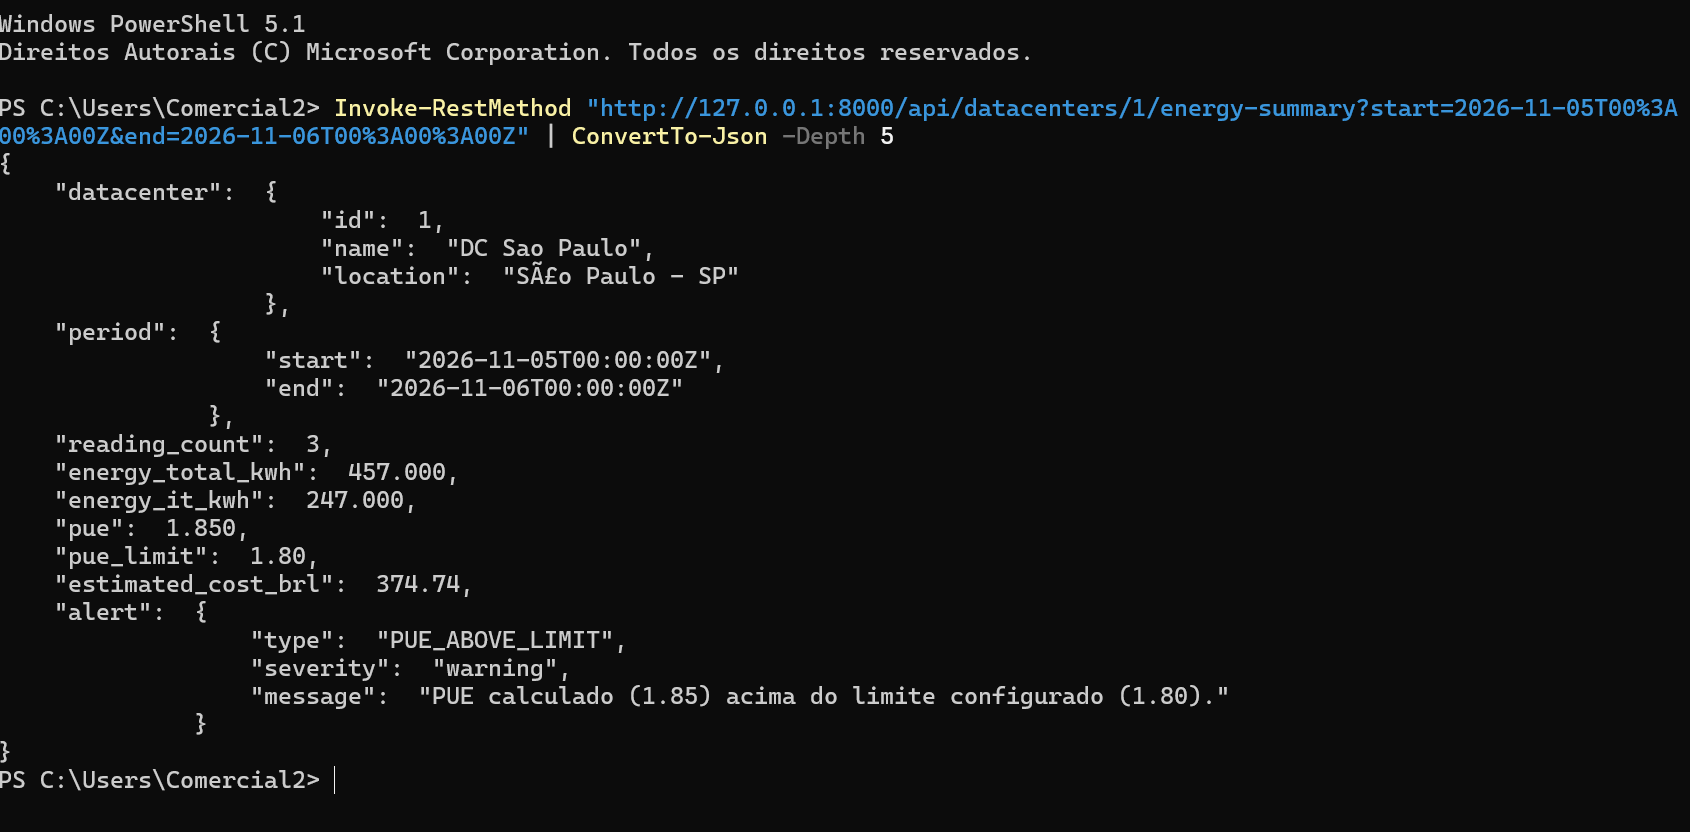 Windows PowerShell 5.1
Direitos Autorais (C) Microsoft Corporation. Todos os direitos reservados.
PS C:\Users\Comercial2> Invoke-RestMethod "http://127.0.0.1:8000/api/datacenters/1/energy-summary?start=2026-11-05T00%3A
00%3A00Z&end=2026-11-06T00%3A00%3A00Z" | ConvertTo-Json -Depth 5
{
    "datacenter":  {
                       "id":  1,
                       "name":  "DC Sao Paulo",
                       "location":  "SÃ£o Paulo - SP"
                   },
    "period":  {
                   "start":  "2026-11-05T00:00:00Z",
                   "end":  "2026-11-06T00:00:00Z"
               },
    "reading_count":  3,
    "energy_total_kwh":  457.000,
    "energy_it_kwh":  247.000,
    "pue":  1.850,
    "pue_limit":  1.80,
    "estimated_cost_brl":  374.74,
    "alert":  {
                  "type":  "PUE_ABOVE_LIMIT",
                  "severity":  "warning",
                  "message":  "PUE calculado (1.85) acima do limite configurado (1.80)."
              }
}
PS C:\Users\Comercial2>